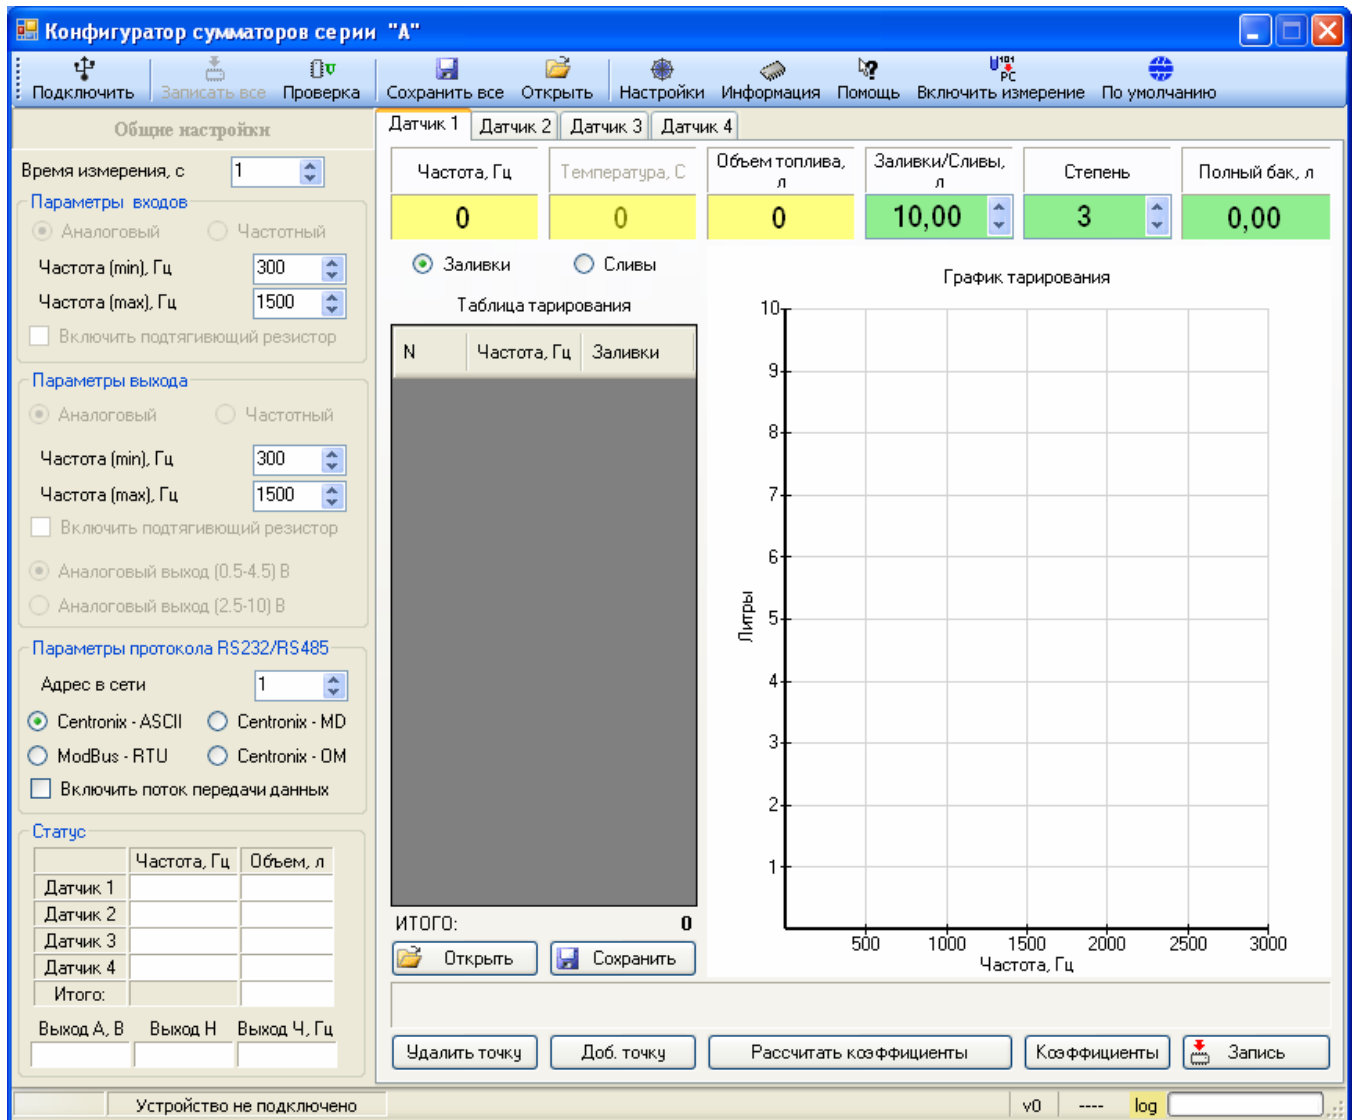 Конфигуратор сумматоров серии "А"
Подключить Записать все Проверка Сохранить все Открыть Настройки Информация Помощь Включить измерение По умолчанию
Общие настройки
Датчик 1 Датчик 2 Датчик 3 Датчик 4
Время измерения, с 1
Параметры входов
Аналоговый Частотный
Частота (min), Гц 300
Частота (max), Гц 1500
Включить подтягивющий резистор
Параметры выхода
Аналоговый Частотный
Частота (min), Гц 300
Частота (max), Гц 1500
Включить подтягивющий резистор
Аналоговый выход (0.5-4.5) В
Аналоговый выход (2.5-10) В
Параметры протокола RS232/RS485
Адрес в сети 1
Centronix - ASCII Centronix - MD
ModBus - RTU Centronix - OM
Включить поток передачи данных
Статус
Частота, Гц Объем, л
Датчик 1
Датчик 2
Датчик 3
Датчик 4
Итого:
Выход А, В Выход Н Выход Ч, Гц
Частота, Гц Температура, С Объем топлива, л Заливки/Сливы, л Степень Полный бак, л
0 0 0 10,00 3 0,00
Заливки Сливы
Таблица тарирования
N Частота, Гц Заливки
ИТОГО: 0
Открыть Сохранить
График тарирования
10
9
8
7
6
5
4
3
2
1
Литры
500 1000 1500 2000 2500 3000
Частота, Гц
Удалить точку Доб. точку Рассчитать коэффициенты Коэффициенты Запись
Устройство не подключено v0 ---- log